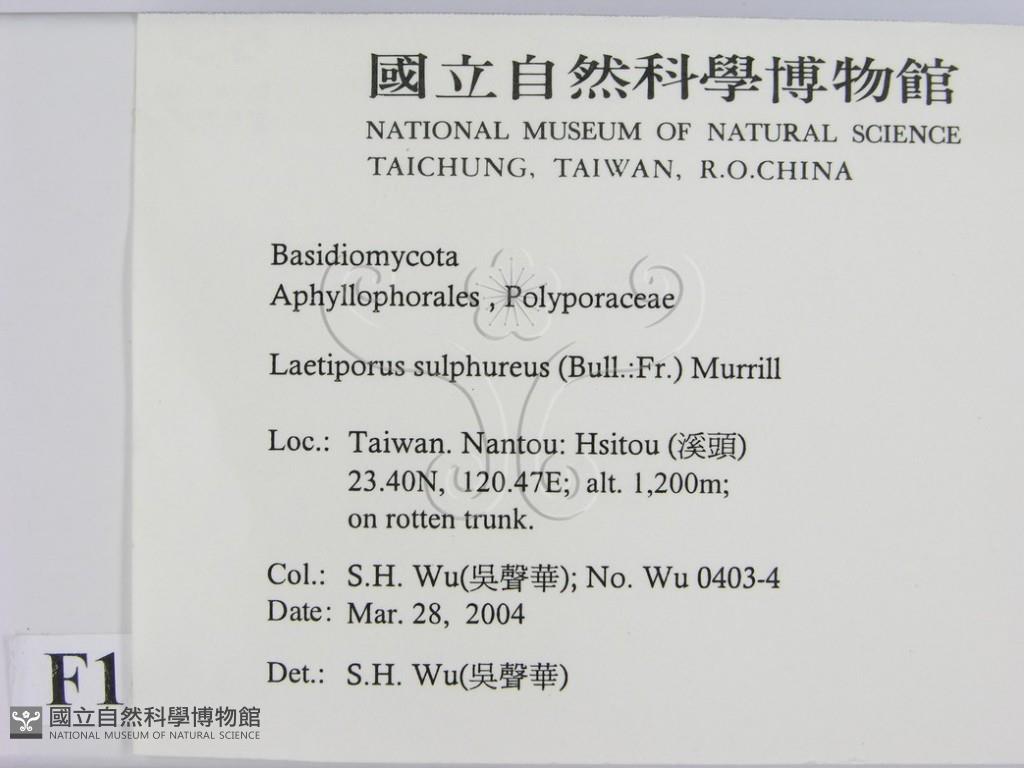 國立自然科學博物館
NATIONAL MUSEUM OF NATURAL SCIENCE
TAICHUNG, TAIWAN, R.O.CHINA
Basidiomycota
Aphyllophorales , Polyporaceae
Laetiporus sulphureus (Bull.:Fr.) Murrill
Loc.: Taiwan. Nantou: Hsitou (溪頭)
23.40N, 120.47E; alt. 1,200m;
on rotten trunk.
Col.: S.H. Wu(吳聲華); No. Wu 0403-4
Date: Mar. 28, 2004
Det.: S.H. Wu(吳聲華)
F1
國立自然科學博物館
NATIONAL MUSEUM OF NATURAL SCIENCE